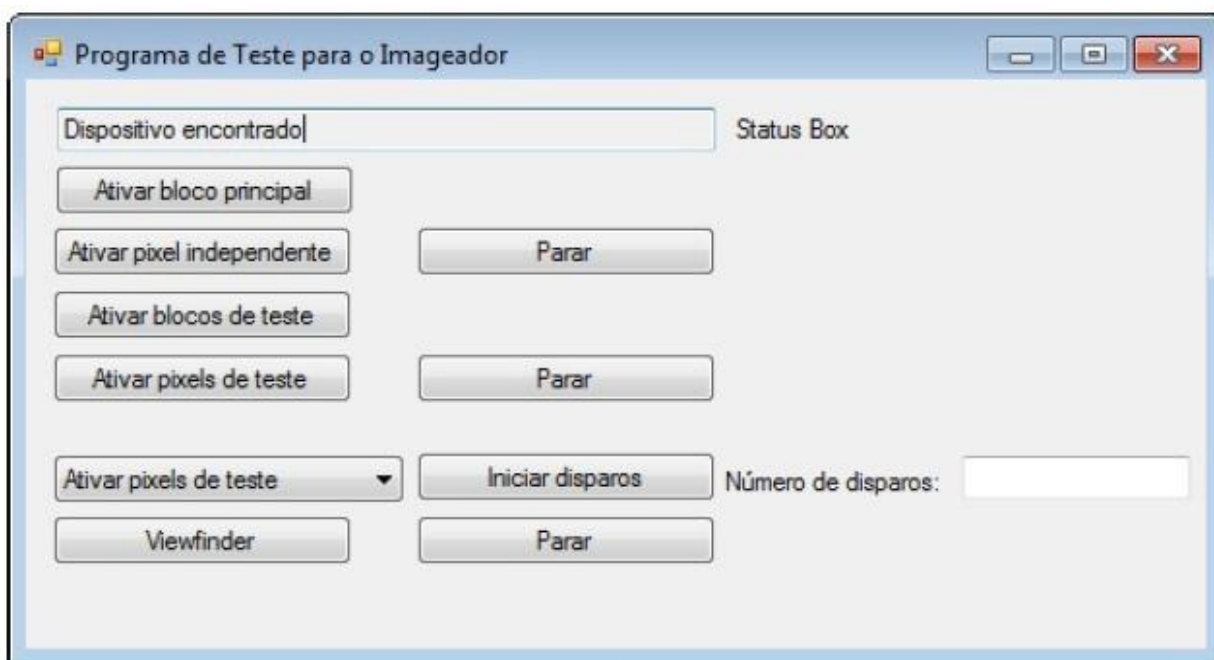 Programa de Teste para o Imageador
Dispositivo encontrado
Status Box
Ativar bloco principal
Ativar pixel independente
Parar
Ativar blocos de teste
Ativar pixels de teste
Parar
Ativar pixels de teste
Iniciar disparos
Número de disparos:
Viewfinder
Parar